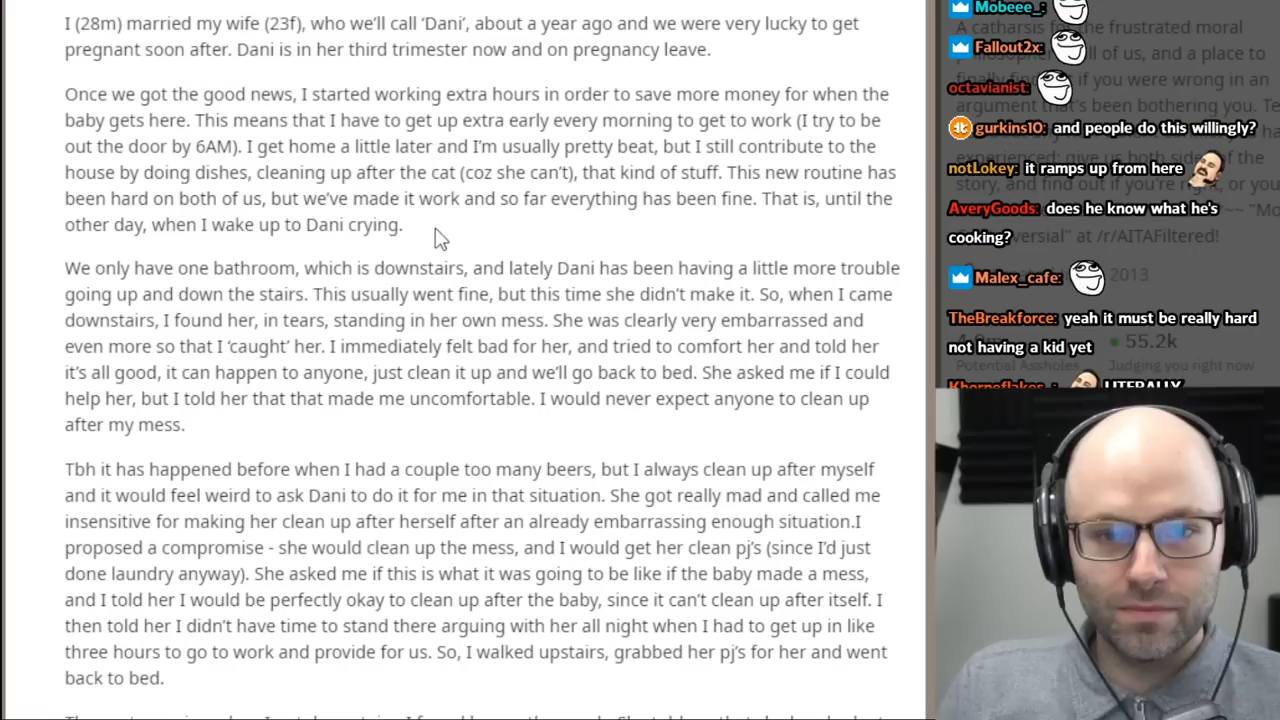 I (28m) married my wife (23f), who we'll call 'Dani', about a year ago and we were very lucky to get
pregnant soon after. Dani is in her third trimester now and on pregnancy leave.
Once we got the good news, I started working extra hours in order to save more money for when the
baby gets here. This means that I have to get up extra early every morning to get to work (I try to be
out the door by 6AM). I get home a little later and I'm usually pretty beat, but I still contribute to the
house by doing dishes, cleaning up after the cat (coz she can't), that kind of stuff. This new routine has
been hard on both of us, but we've made it work and so far everything has been fine. That is, until the
other day, when I wake up to Dani crying.
We only have one bathroom, which is downstairs, and lately Dani has been having a little more trouble
going up and down the stairs. This usually went fine, but this time she didn't make it. So, when I came
downstairs, I found her, in tears, standing in her own mess. She was clearly very embarrassed and
even more so that I 'caught' her. I immediately felt bad for her, and tried to comfort her and told her
it's all good, it can happen to anyone, just clean it up and we'll go back to bed. She asked me if I could
help her, but I told her that that made me uncomfortable. I would never expect anyone to clean up
after my mess.
Tbh it has happened before when I had a couple too many beers, but I always clean up after myself
and it would feel weird to ask Dani to do it for me in that situation. She got really mad and called me
insensitive for making her clean up after herself after an already embarrassing enough situation.I
proposed a compromise - she would clean up the mess, and I would get her clean pj's (since I'd just
done laundry anyway). She asked me if this is what it was going to be like if the baby made a mess,
and I told her I would be perfectly okay to clean up after the baby, since it can't clean up after itself. I
then told her I didn't have time to stand there arguing with her all night when I had to get up in like
three hours to go to work and provide for us. So, I walked upstairs, grabbed her pj's for her and went
back to bed.
Mobeee_:
A catharsis for the frustrated moral
Fallout2x:
octavianist:
gurkins10: and people do this willingly?
notLokey: it ramps up from here
AveryGoods: does he know what he's
cooking?
at /r/AITAFiltered!
Malex_cafe:
2013
TheBreakforce: yeah it must be really hard
not having a kid yet
55.2k
Potential Assholes
Judging you right now
Khorneflakes_: LITERALLY